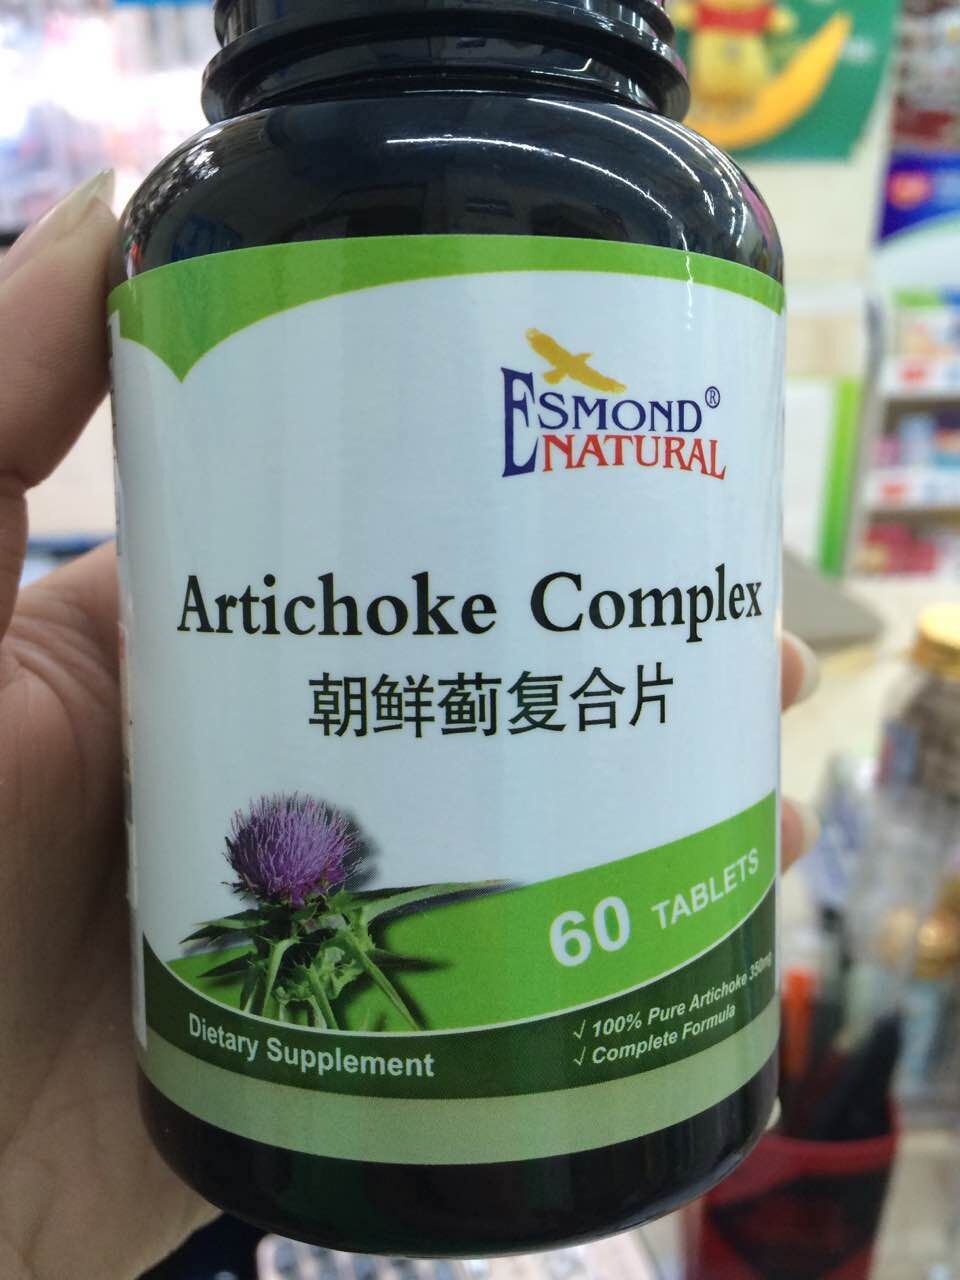 ESMOND®
NATURAL
Artichoke Complex
朝鲜蓟复合片
60 TABLETS
√ 100% Pure Artichoke 350mg
√ Complete Formula
Dietary Supplement